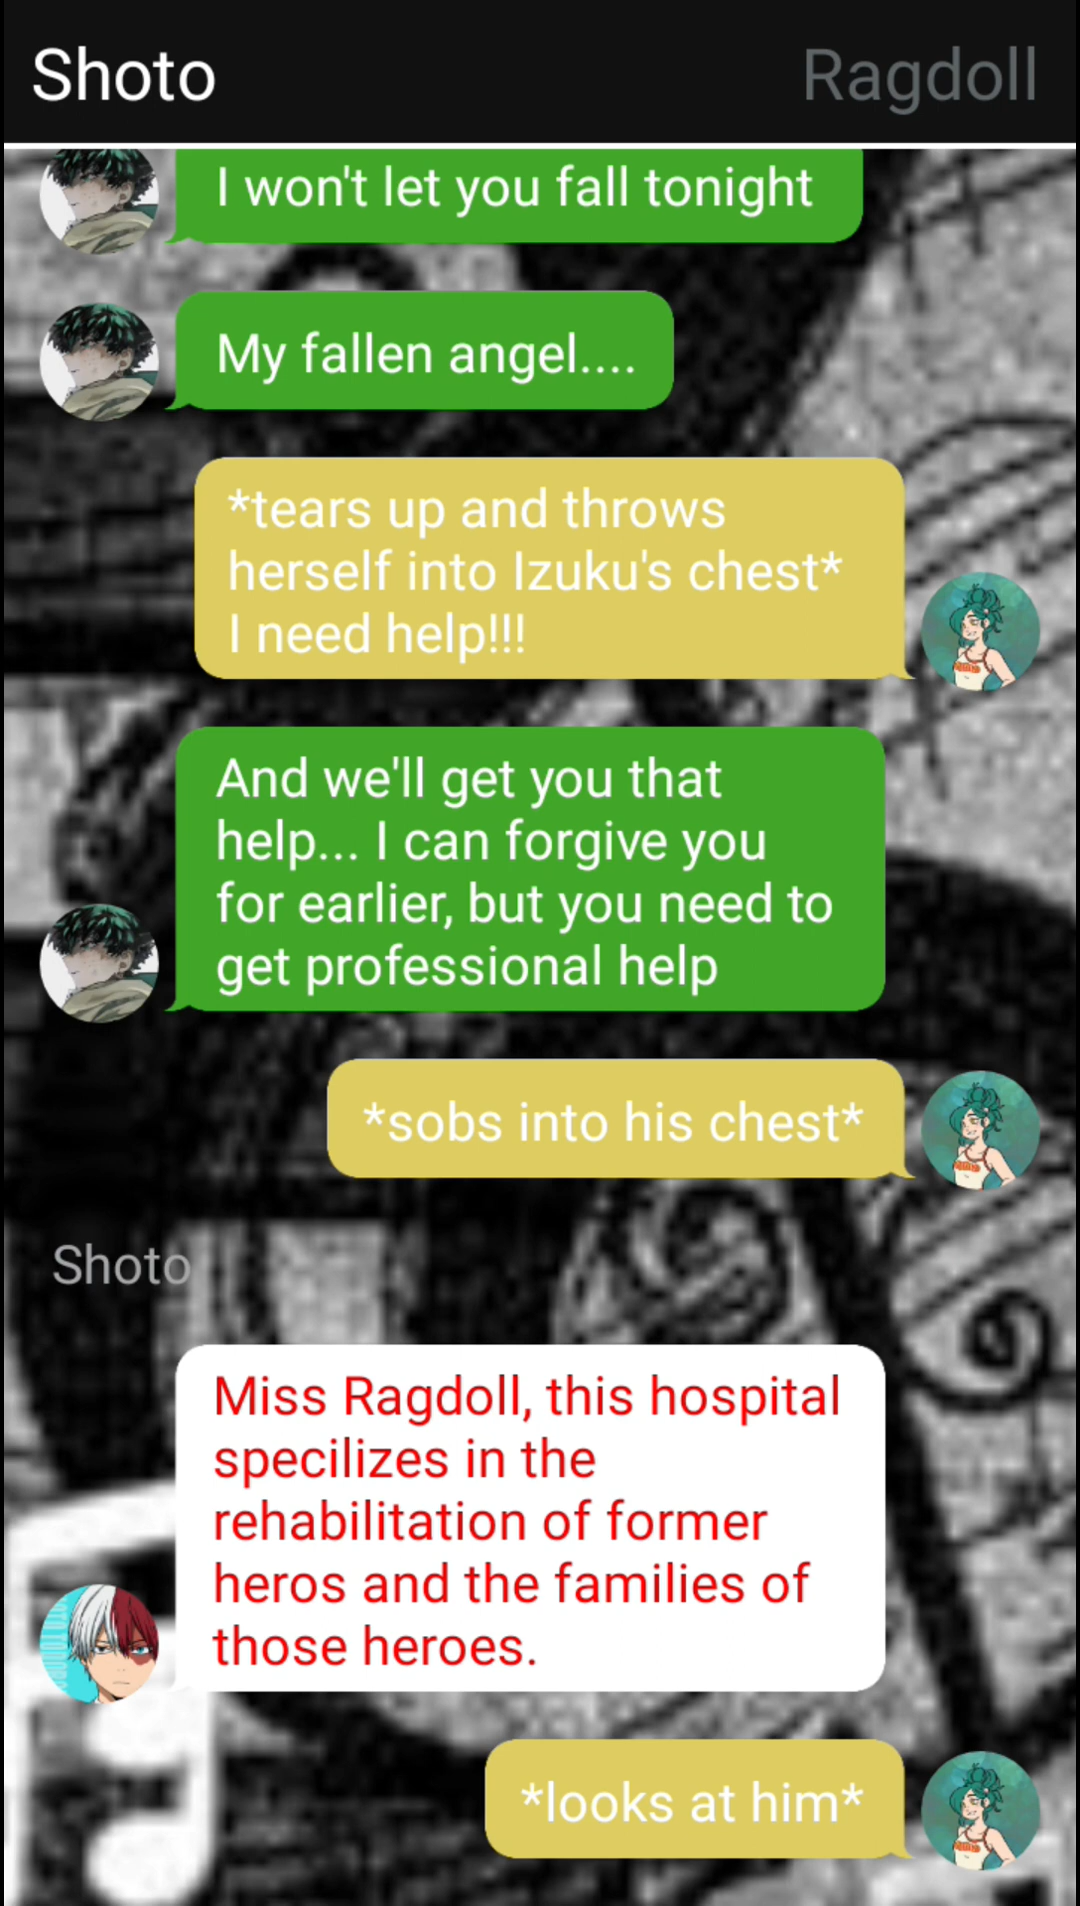 Shoto
Ragdoll
I won't let you fall tonight
My fallen angel....
*tears up and throws
herself into Izuku's chest*
I need help!!!
And we'll get you that
help... I can forgive you
for earlier, but you need to
get professional help
*sobs into his chest*
Shoto
Miss Ragdoll, this hospital
specilizes in the
rehabilitation of former
heros and the families of
those heroes.
*looks at him*